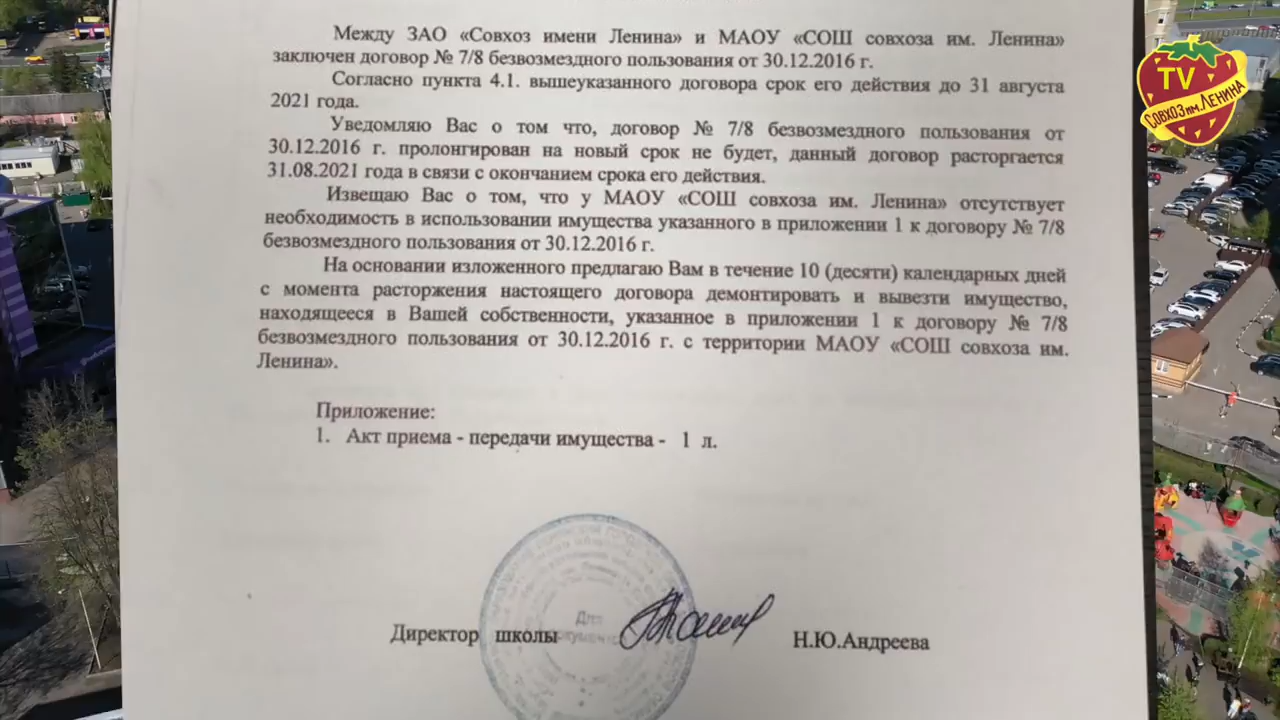 Между ЗАО «Совхоз имени Ленина» и МАОУ «СОШ совхоза им. Ленина»
заключен договор № 7/8 безвозмездного пользования от 30.12.2016 г.
Согласно пункта 4.1. вышеуказанного договора срок его действия до 31 августа
2021 года.
Уведомляю Вас о том что, договор № 7/8 безвозмездного пользования от
30.12.2016 г. пролонгирован на новый срок не будет, данный договор расторгается
31.08.2021 года в связи с окончанием срока его действия.
Извещаю Вас о том, что у МАОУ «СОШ совхоза им. Ленина» отсутствует
необходимость в использовании имущества указанного в приложении 1 к договору № 7/8
безвозмездного пользования от 30.12.2016 г.
На основании изложенного предлагаю Вам в течение 10 (десяти) календарных дней
с момента расторжения настоящего договора демонтировать и вывезти имущество,
находящееся в Вашей собственности, указанное в приложении 1 к договору № 7/8
безвозмездного пользования от 30.12.2016 г. с территории МАОУ «СОШ совхоза им.
Ленина».
Приложение:
1. Акт приема - передачи имущества - 1 л.
Для
Директор школы
Н.Ю.Андреева
TV
СОВХОЗ ИМ. ЛЕНИНА